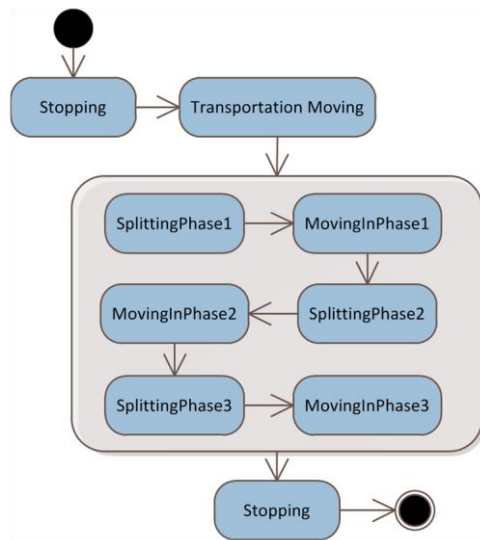 Stopping
Transportation Moving
SplittingPhase1
MovingInPhase1
MovingInPhase2
SplittingPhase2
SplittingPhase3
MovingInPhase3
Stopping